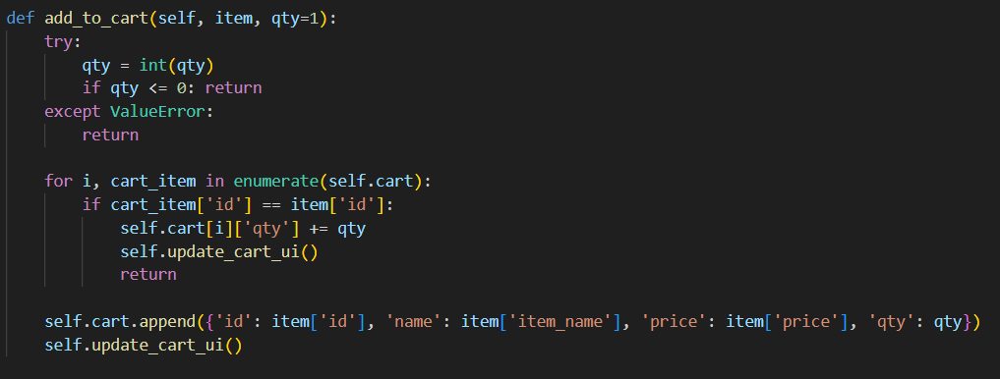 def add_to_cart(self, item, qty=1):
    try:
        qty = int(qty)
        if qty <= 0: return
    except ValueError:
        return

    for i, cart_item in enumerate(self.cart):
        if cart_item['id'] == item['id']:
            self.cart[i]['qty'] += qty
            self.update_cart_ui()
            return

    self.cart.append({'id': item['id'], 'name': item['item_name'], 'price': item['price'], 'qty': qty})
    self.update_cart_ui()